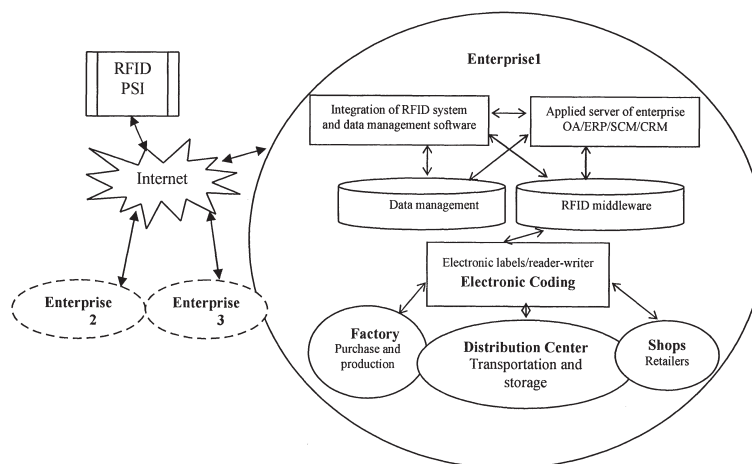 RFID
PSI
Internet
Enterprise
2
Enterprise
3
Enterprise1
Integration of RFID system
and data management software
Applied server of enterprise
OA/ERP/SCM/CRM
Data management
RFID middleware
Electronic labels/reader-writer
Electronic Coding
Factory
Purchase and
production
Distribution Center
Transportation and
storage
Shops
Retailers